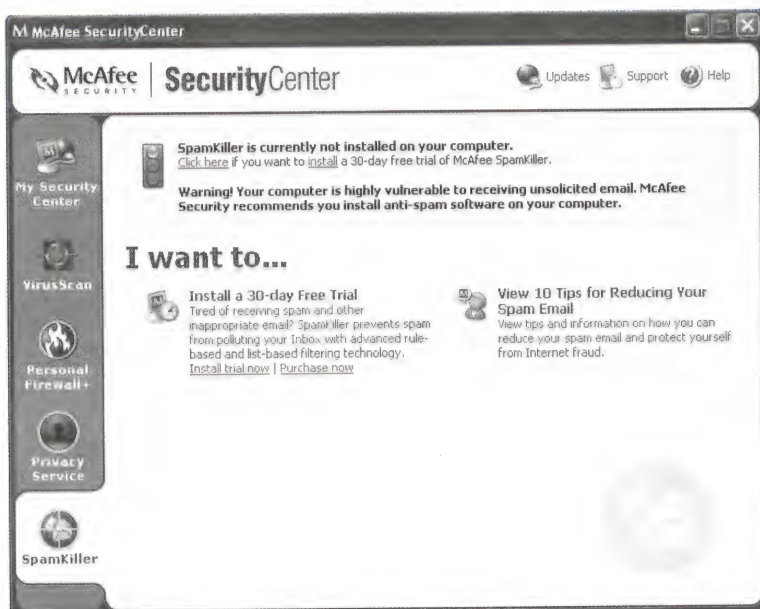 M McAfee SecurityCenter
McAfee SECURITY | SecurityCenter
Updates Support Help
My Security
Center
VirusScan
Personal
Firewall+
Privacy
Service
SpamKiller
SpamKiller is currently not installed on your computer.
Click here if you want to install a 30-day free trial of McAfee SpamKiller.
Warning! Your computer is highly vulnerable to receiving unsolicited email. McAfee
Security recommends you install anti-spam software on your computer.
I want to...
Install a 30-day Free Trial
Tired of receiving spam and other
inappropriate email? SpamKiller prevents spam
from polluting your Inbox with advanced rule-
based and list-based filtering technology.
Install trial now | Purchase now
View 10 Tips for Reducing Your
Spam Email
View tips and information on how you can
reduce your spam email and protect yourself
from Internet fraud.